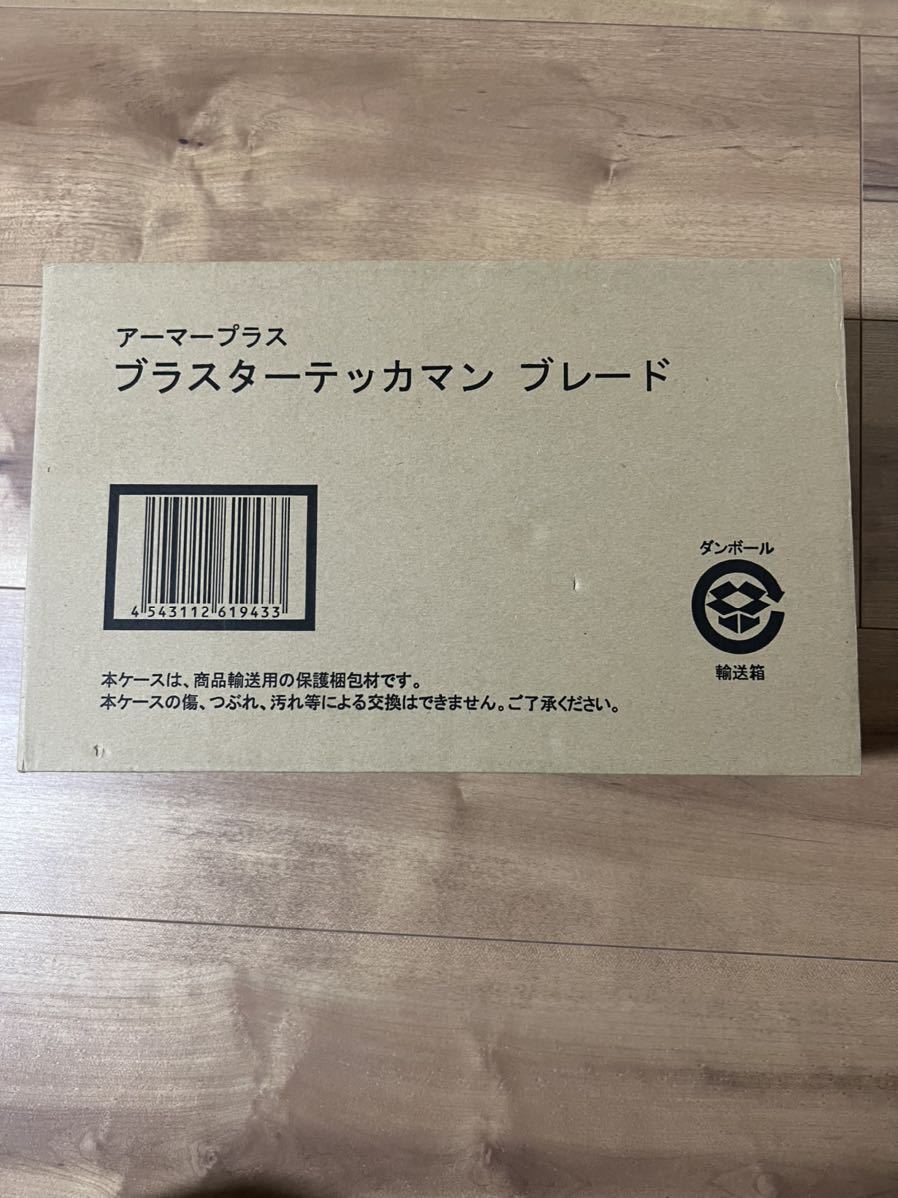 アーマープラス
ブラスターテッカマン ブレード
4 543112 619433
ダンボール
輸送箱
本ケースは、商品輸送用の保護梱包材です。
本ケースの傷、つぶれ、汚れ等による交換はできません。ご了承ください。